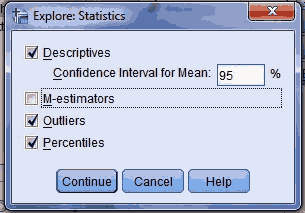 Explore: Statistics
Descriptives
Confidence Interval for Mean: 95 %
M-estimators
Outliers
Percentiles
Continue Cancel Help